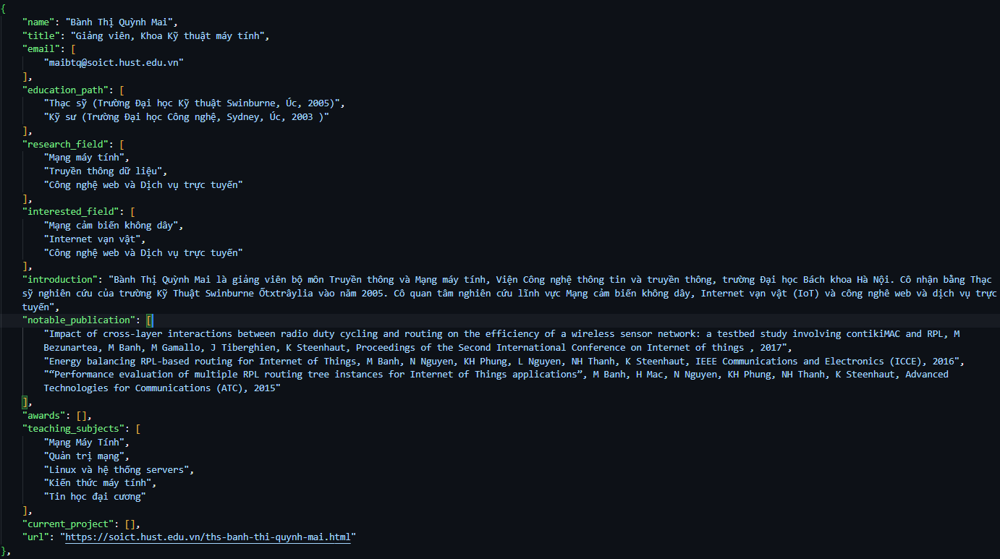 {
"name": "Bành Thị Quỳnh Mai",
"title": "Giảng viên, Khoa Kỹ thuật máy tính",
"email": [
"maibtq@soict.hust.edu.vn"
],
"education_path": [
"Thạc sỹ (Trường Đại học Kỹ thuật Swinburne, Úc, 2005)",
"Kỹ sư (Trường Đại học Công nghệ, Sydney, Úc, 2003 )"
],
"research_field": [
"Mạng máy tính",
"Truyền thông dữ liệu",
"Công nghệ web và Dịch vụ trực tuyến"
],
"interested_field": [
"Mạng cảm biến không dây",
"Internet vạn vật",
"Công nghệ web và Dịch vụ trực tuyến"
],
"introduction": "Bành Thị Quỳnh Mai là giảng viên bộ môn Truyền thông và Mạng máy tính, Viện Công nghệ thông tin và truyền thông, trường Đại học Bách khoa Hà Nội. Cô nhận bằng Thạc
sỹ nghiên cứu của trường Kỹ Thuật Swinburne Ốtxtrâylia vào năm 2005. Cô quan tâm nghiên cứu lĩnh vực Mạng cảm biến không dây, Internet vạn vật (IoT) và công nghê web và dịch vụ trực
tuyến",
"notable_publication": [
"Impact of cross-layer interactions between radio duty cycling and routing on the efficiency of a wireless sensor network: a testbed study involving contikiMAC and RPL, M
Bezunartea, M Banh, M Gamallo, J Tiberghien, K Steenhaut, Proceedings of the Second International Conference on Internet of things , 2017",
"Energy balancing RPL-based routing for Internet of Things, M Banh, N Nguyen, KH Phung, L Nguyen, NH Thanh, K Steenhaut, IEEE Communications and Electronics (ICCE), 2016",
"“Performance evaluation of multiple RPL routing tree instances for Internet of Things applications”, M Banh, H Mac, N Nguyen, KH Phung, NH Thanh, K Steenhaut, Advanced
Technologies for Communications (ATC), 2015"
],
"awards": [],
"teaching_subjects": [
"Mạng Máy Tính",
"Quản trị mạng",
"Linux và hệ thống servers",
"Kiến thức máy tính",
"Tin học đại cương"
],
"current_project": [],
"url": "https://soict.hust.edu.vn/ths-banh-thi-quynh-mai.html"
},